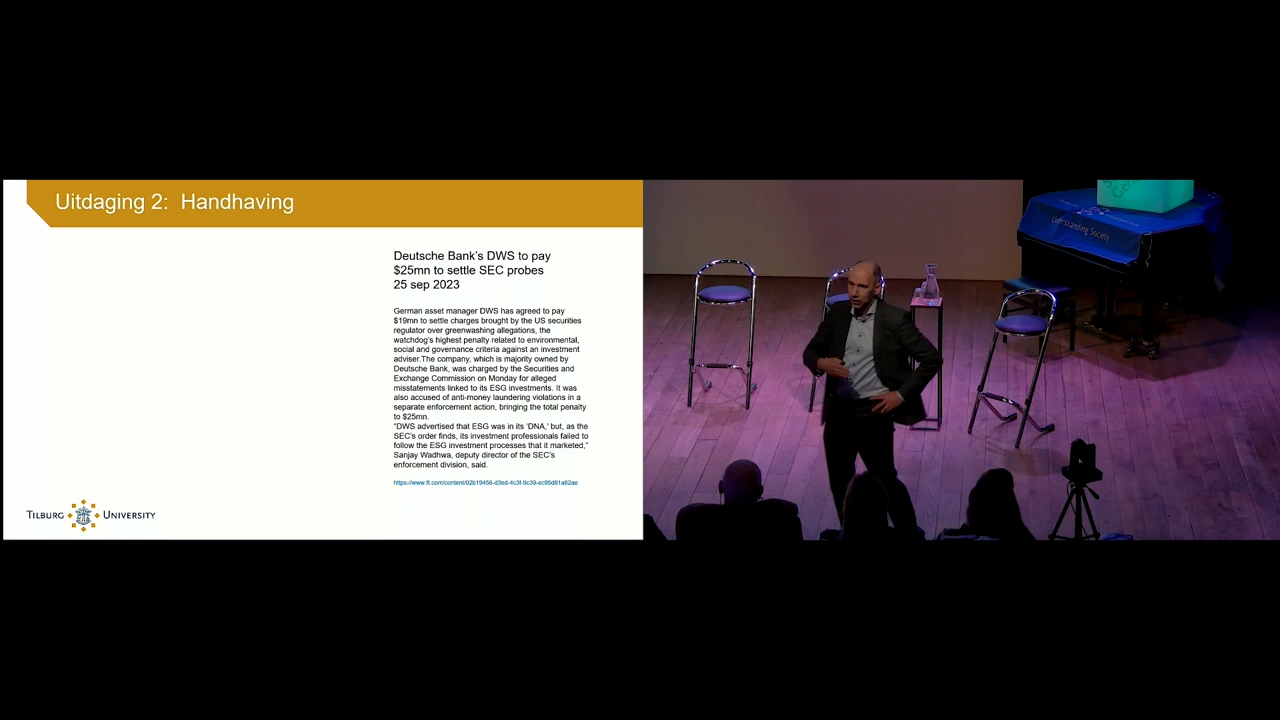 Uitdaging 2: Handhaving
Deutsche Bank's DWS to pay
$25mn to settle SEC probes
25 sep 2023
German asset manager DWS has agreed to pay
$19mn to settle charges brought by the US securities
regulator over greenwashing allegations, the
watchdog's highest penalty related to environmental,
social and governance criteria against an investment
adviser.The company, which is majority owned by
Deutsche Bank, was charged by the Securities and
Exchange Commission on Monday for alleged
misstatements linked to its ESG investments. It was
also accused of anti-money laundering violations in a
separate enforcement action, bringing the total penalty
to $25mn.
"DWS advertised that ESG was in its 'DNA,' but, as the
SEC's order finds, its investment professionals failed to
follow the ESG investment processes that it marketed,"
Sanjay Wadhwa, deputy director of the SEC's
enforcement division, said.
TILBURG UNIVERSITY
Understanding Society